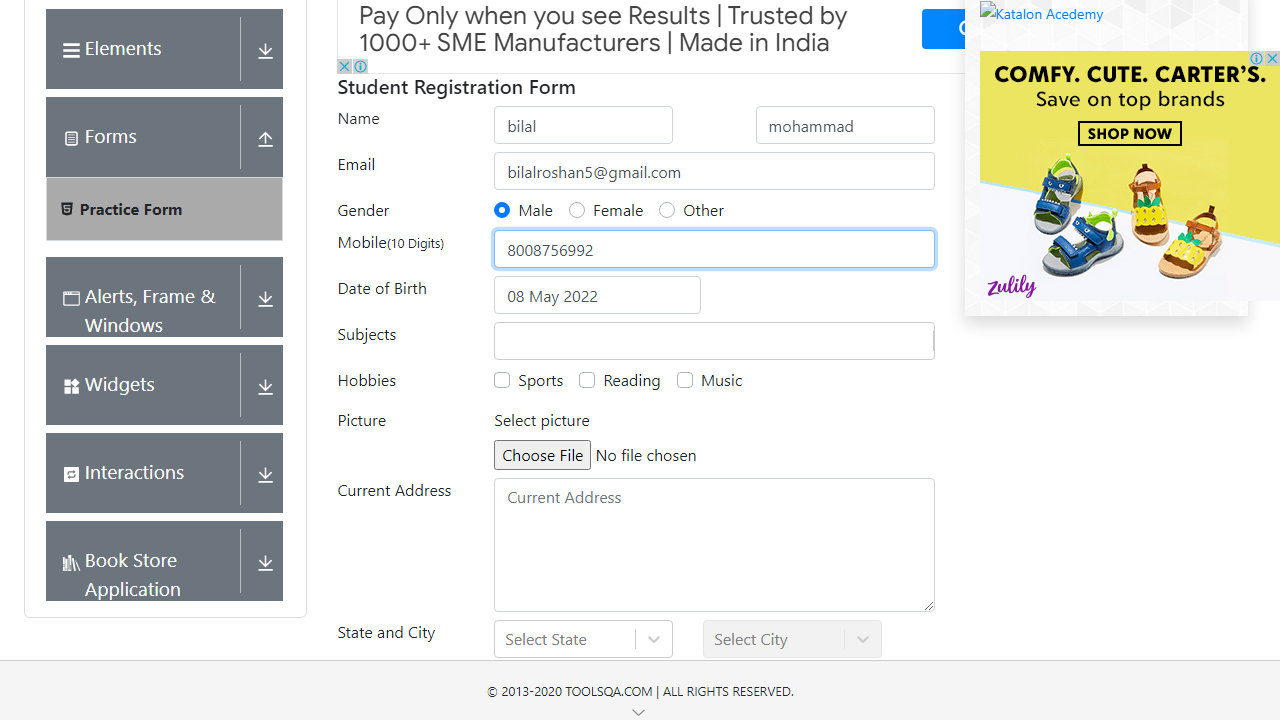 Elements
Forms
Practice Form
Alerts, Frame &
Windows
Widgets
Interactions
Book Store
Application
Pay Only when you see Results | Trusted by
1000+ SME Manufacturers | Made in India
Student Registration Form
Name bilal mohammad
Email bilalroshan5@gmail.com
Gender Male Female Other
Mobile(10 Digits) 8008756992
Date of Birth 08 May 2022
Subjects
Hobbies Sports Reading Music
Picture Select picture
Choose File No file chosen
Current Address Current Address
State and City Select State Select City
Katalon Acedemy
COMFY. CUTE. CARTER'S.
Save on top brands
SHOP NOW
zulily
© 2013-2020 TOOLSQA.COM | ALL RIGHTS RESERVED.